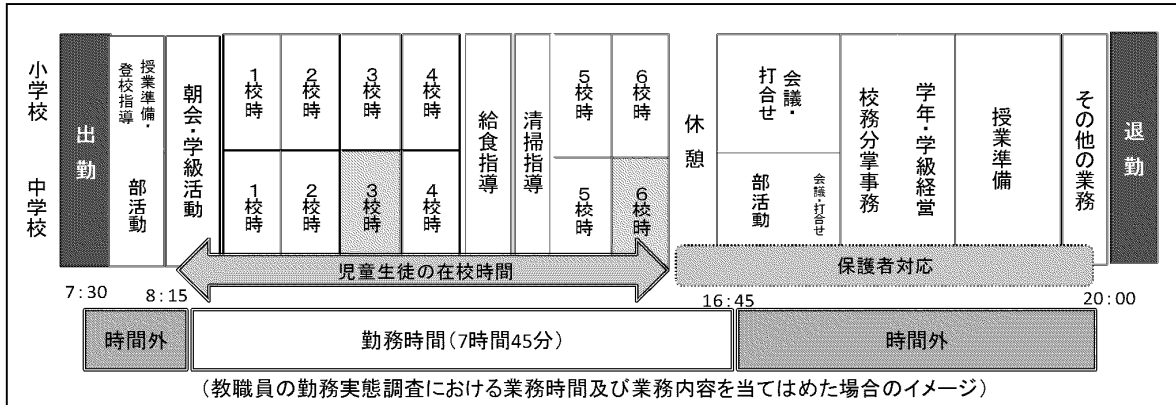 小学校
中学校
出勤
授業準備・
登校指導
部活動
朝会・学級活動
1校時
2校時
3校時
4校時
1校時
2校時
3校時
4校時
給食指導
清掃指導
5校時
6校時
5校時
6校時
休憩
会議・
打合せ
部活動
会議・打合せ
校務分掌事務
学年・学級経営
授業準備
その他の業務
退勤
児童生徒の在校時間
保護者対応
7:30
8:15
16:45
20:00
時間外
勤務時間(7時間45分)
時間外
(教職員の勤務実態調査における業務時間及び業務内容を当てはめた場合のイメージ)